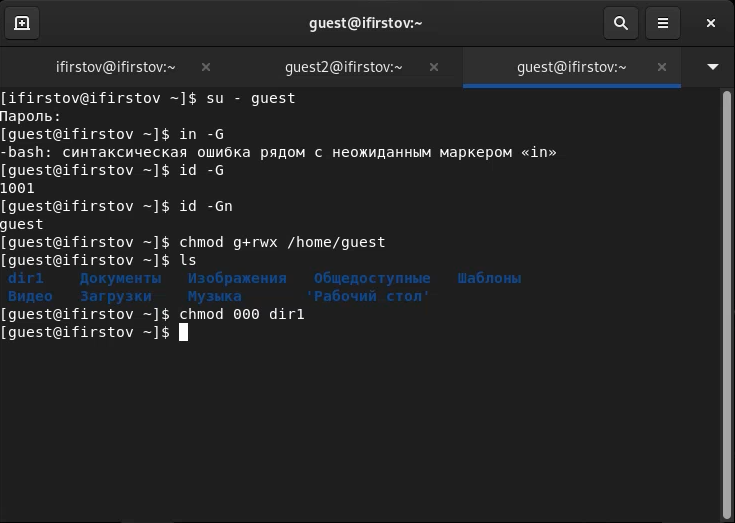 guest@ifirstov:~
ifirstov@ifirstov:~ guest2@ifirstov:~ guest@ifirstov:~
[ifirstov@ifirstov ~]$ su - guest
Пароль:
[guest@ifirstov ~]$ in -G
-bash: синтаксическая ошибка рядом с неожиданным маркером «in»
[guest@ifirstov ~]$ id -G
1001
[guest@ifirstov ~]$ id -Gn
guest
[guest@ifirstov ~]$ chmod g+rwx /home/guest
[guest@ifirstov ~]$ ls
dir1 Документы Изображения Общедоступные Шаблоны
Видео Загрузки Музыка 'Рабочий стол'
[guest@ifirstov ~]$ chmod 000 dir1
[guest@ifirstov ~]$